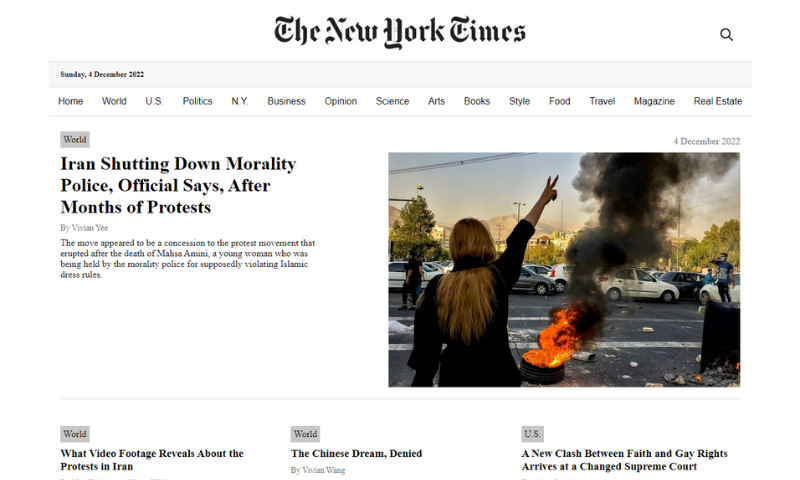 The New York Times
Sunday, 4 December 2022
Home World U.S. Politics N.Y. Business Opinion Science Arts Books Style Food Travel Magazine Real Estate
World
4 December 2022
Iran Shutting Down Morality
Police, Official Says, After
Months of Protests
By Vivian Yee
The move appeared to be a concession to the protest movement that
erupted after the death of Mahsa Amini, a young woman who was
being held by the morality police for supposedly violating Islamic
dress rules.
World
What Video Footage Reveals About the
Protests in Iran
World
The Chinese Dream, Denied
By Vivian Wang
U.S.
A New Clash Between Faith and Gay Rights
Arrives at a Changed Supreme Court